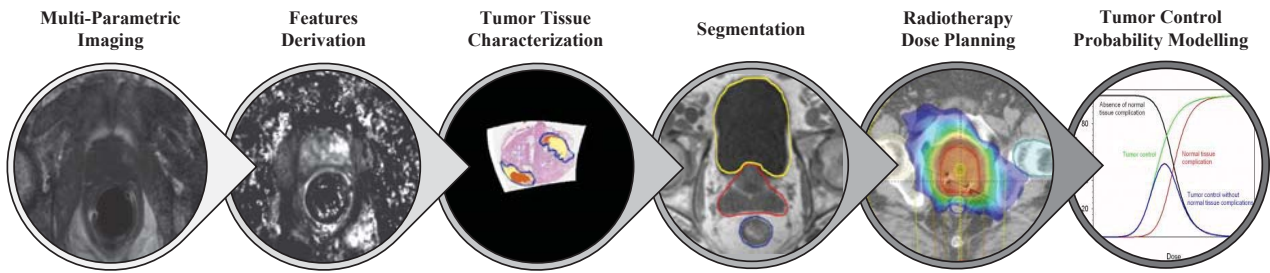 Multi-Parametric
Imaging
Features
Derivation
Tumor Tissue
Characterization
Segmentation
Radiotherapy
Dose Planning
Tumor Control
Probability Modelling
Absence of normal
tissue complication
80
Tumor control
Normal tissue
complication
Tumor control without
normal tissue complications
20
Dose